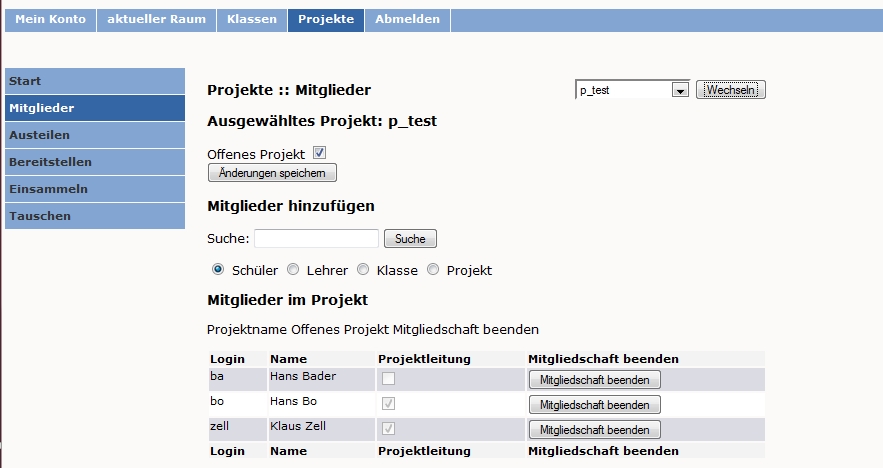 Mein Konto aktueller Raum Klassen Projekte Abmelden
Start
Mitglieder
Austeilen
Bereitstellen
Einsammeln
Tauschen
Projekte :: Mitglieder p_test Wechseln
Ausgewähltes Projekt: p_test
Offenes Projekt
Änderungen speichern
Mitglieder hinzufügen
Suche: Suche
Schüler Lehrer Klasse Projekt
Mitglieder im Projekt
Projektname Offenes Projekt Mitgliedschaft beenden
Login Name Projektleitung Mitgliedschaft beenden
ba Hans Bader Mitgliedschaft beenden
bo Hans Bo Mitgliedschaft beenden
zell Klaus Zell Mitgliedschaft beenden
Login Name Projektleitung Mitgliedschaft beenden